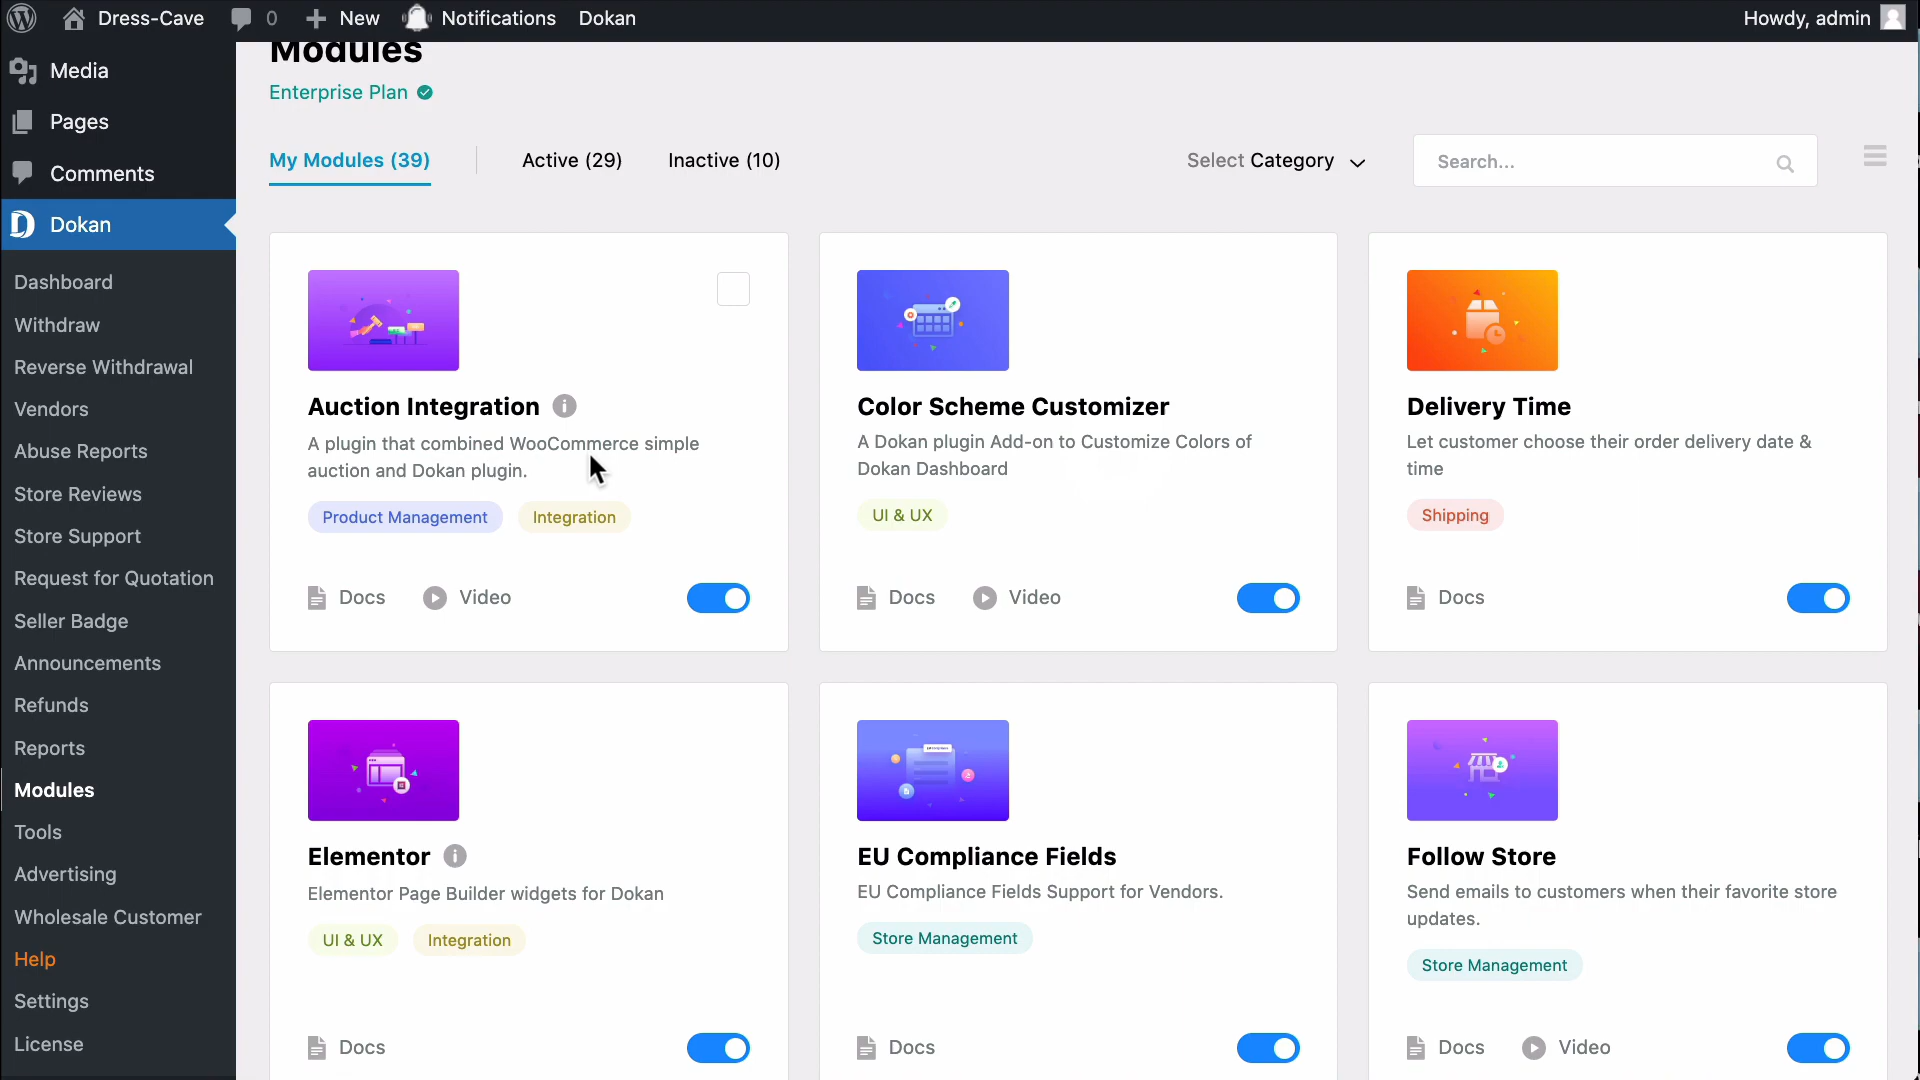 Dress-Cave 0 New Notifications Dokan Howdy, admin
Media
Pages
Comments
Dokan
Dashboard
Withdraw
Reverse Withdrawal
Vendors
Abuse Reports
Store Reviews
Store Support
Request for Quotation
Seller Badge
Announcements
Refunds
Reports
Modules
Tools
Advertising
Wholesale Customer
Help
Settings
License
Modules
Enterprise Plan
My Modules (39) Active (29) Inactive (10) Select Category Search...
Auction Integration
A plugin that combined WooCommerce simple
auction and Dokan plugin.
Product Management Integration
Docs Video
Color Scheme Customizer
A Dokan plugin Add-on to Customize Colors of
Dokan Dashboard
UI & UX
Docs Video
Delivery Time
Let customer choose their order delivery date &
time
Shipping
Docs
Elementor
Elementor Page Builder widgets for Dokan
UI & UX Integration
Docs
EU Compliance Fields
EU Compliance Fields Support for Vendors.
Store Management
Docs
Follow Store
Send emails to customers when their favorite store
updates.
Store Management
Docs Video